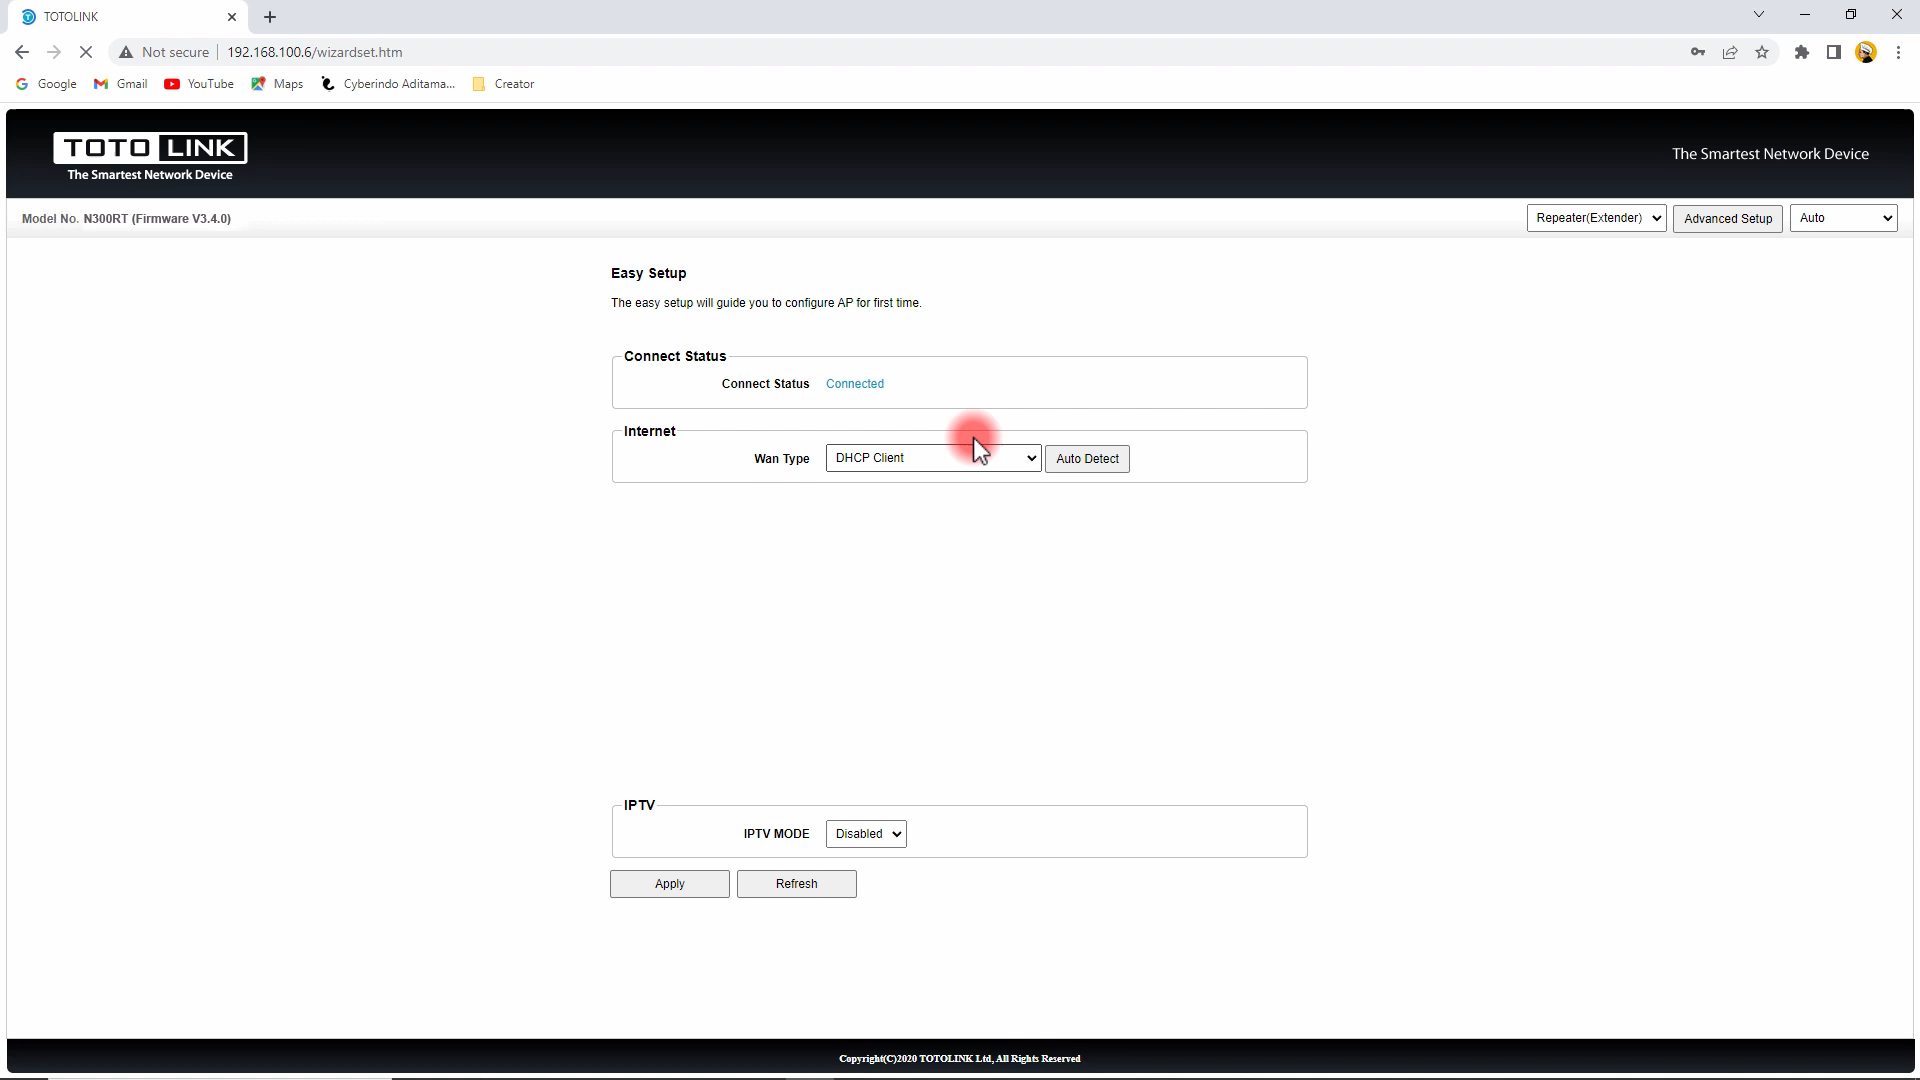 TOTOLINK
Not secure 192.168.100.6/wizardset.htm
Google Gmail YouTube Maps Cyberindo Aditama... Creator
TOTO LINK
The Smartest Network Device
The Smartest Network Device
Model No. N300RT (Firmware V3.4.0)
Repeater(Extender) Advanced Setup Auto
Easy Setup
The easy setup will guide you to configure AP for first time.
Connect Status
Connect Status Connected
Internet
Wan Type DHCP Client Auto Detect
IPTV
IPTV MODE Disabled
Apply Refresh
Copyright(C)2020 TOTOLINK Ltd, All Rights Reserved